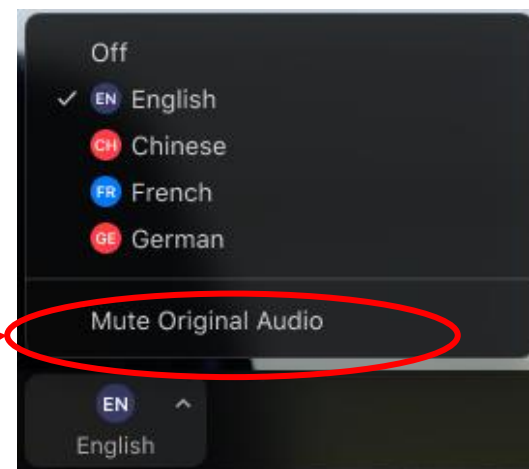 Off
EN English
CH Chinese
FR French
GE German
Mute Original Audio
EN
English